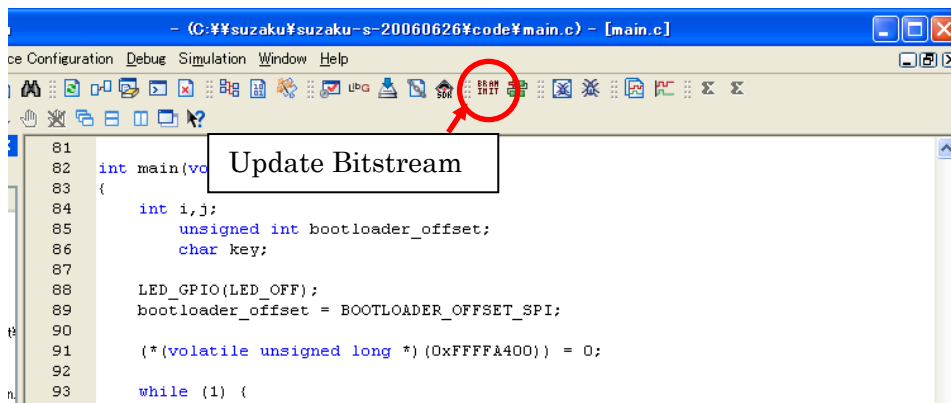 - (C:¥¥suzaku¥suzaku-s-20060626¥code¥main.c) - [main.c]
ce Configuration Debug Simulation Window Help
BRAM
INIT
SDK
Update Bitstream
81
82 int main(vo
83 {
84 int i,j;
85 unsigned int bootloader_offset;
86 char key;
87
88 LED_GPIO(LED_OFF);
89 bootloader_offset = BOOTLOADER_OFFSET_SPI;
90
91 (*(volatile unsigned long *)(0xFFFFA400)) = 0;
92
93 while (1) {